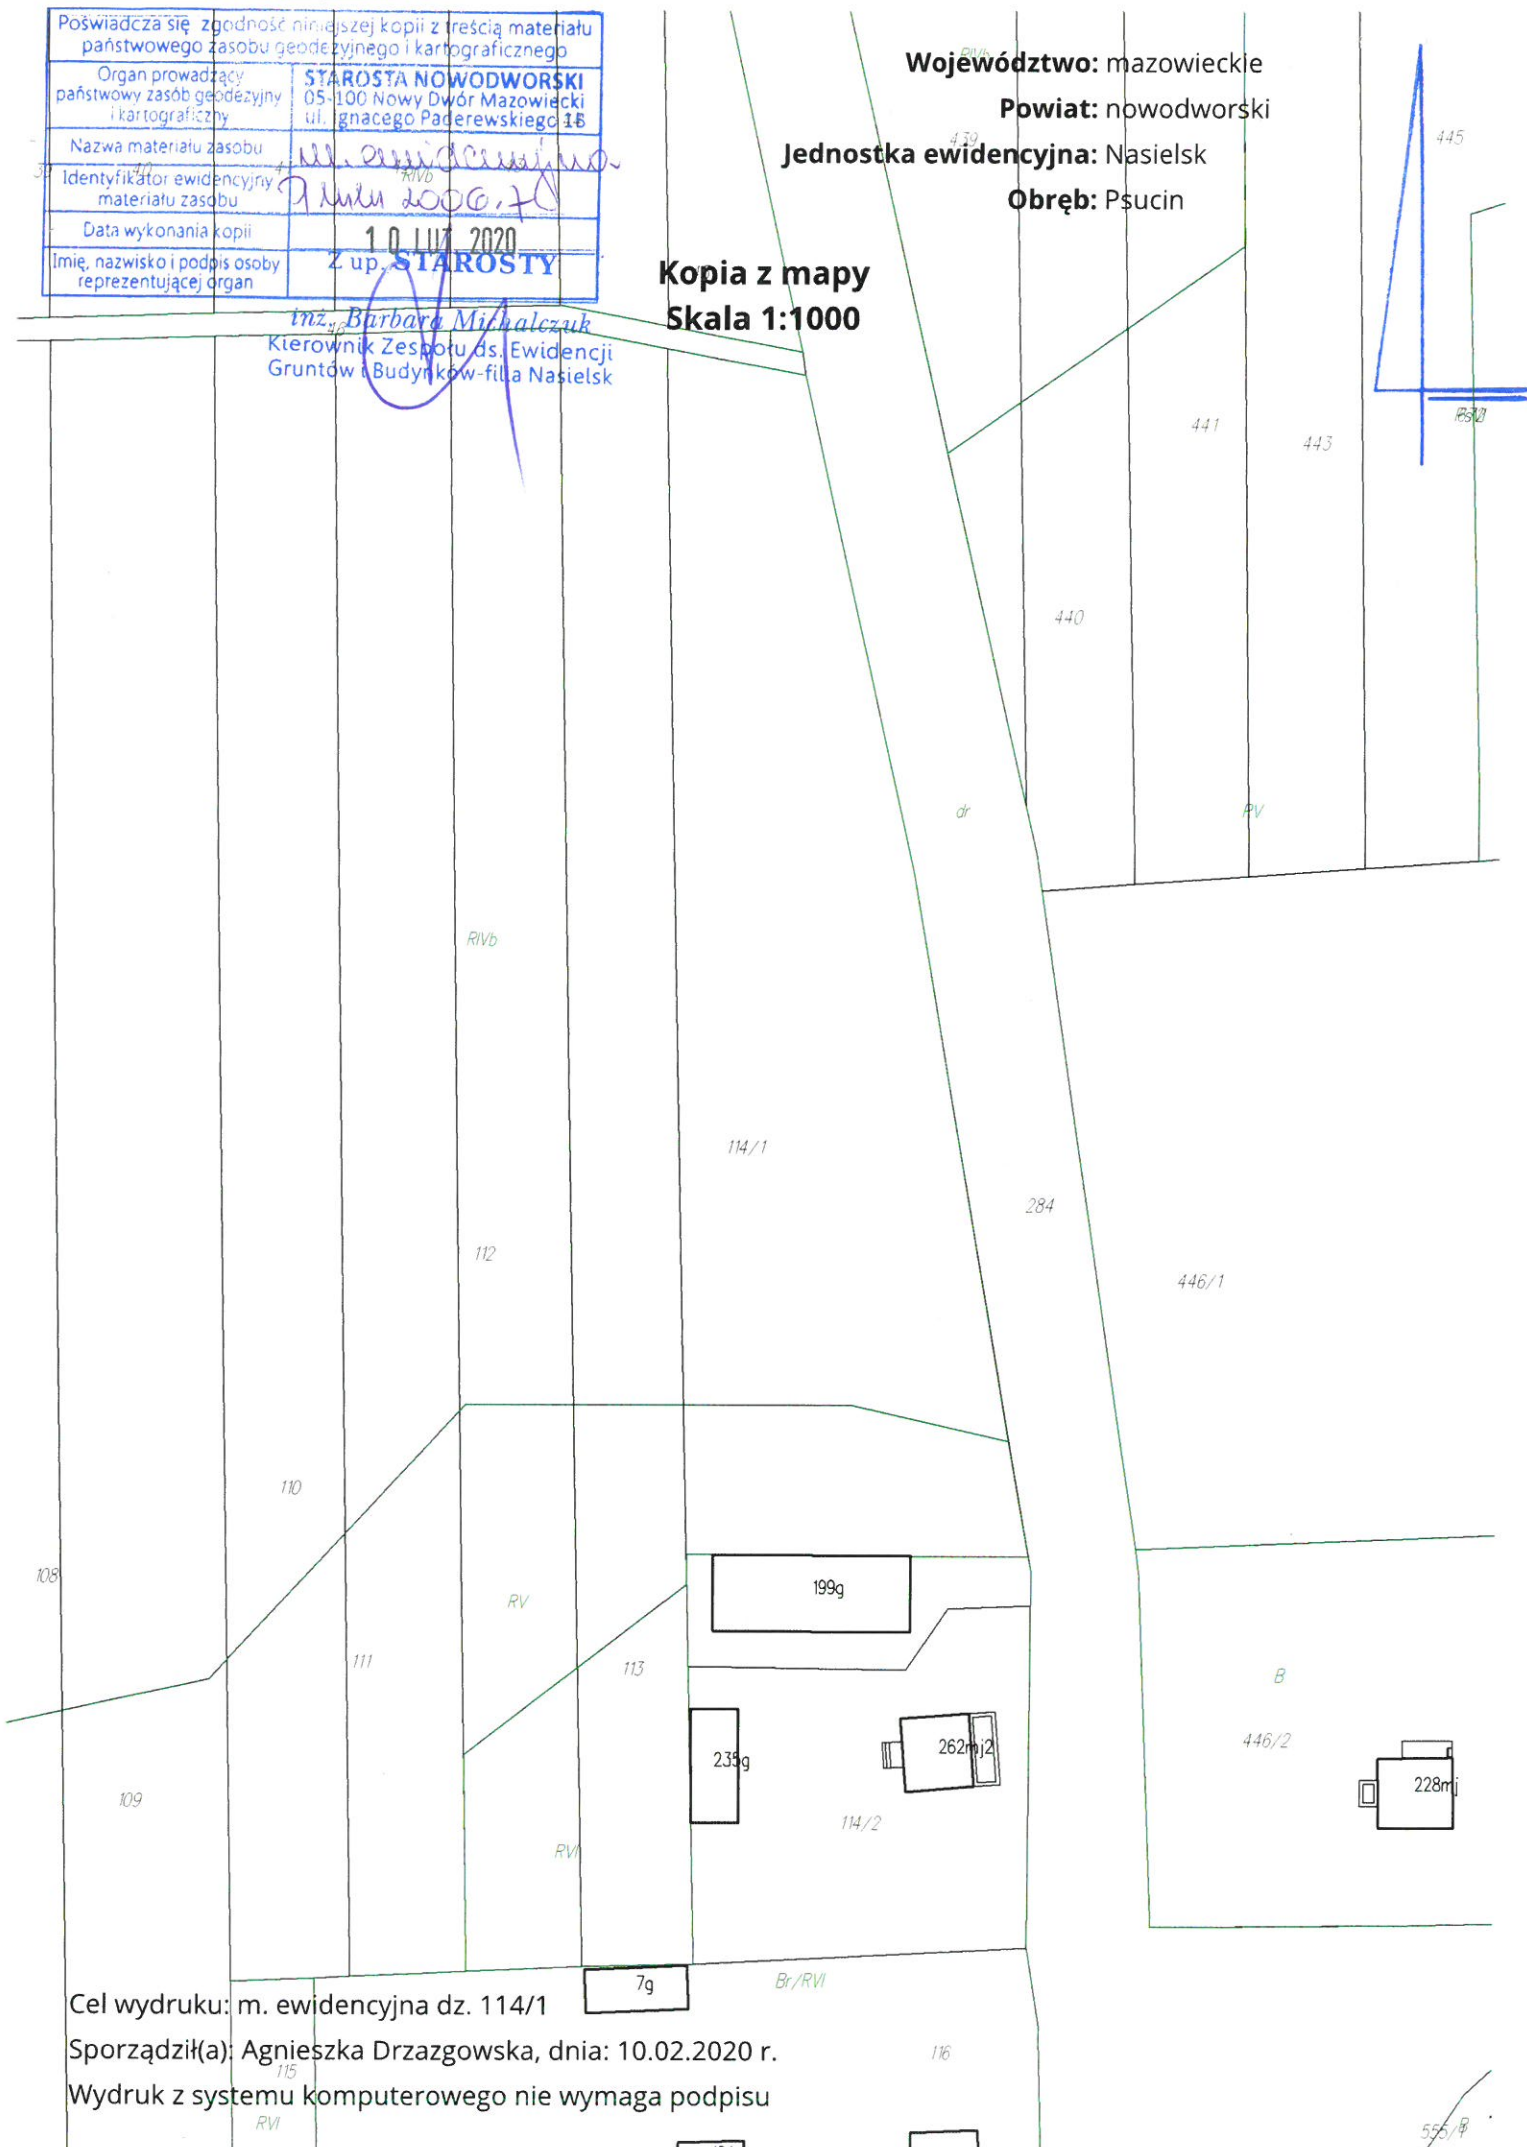 Poświadcza się zgodność niniejszej kopii z treścią materiału
państwowego zasobu geodezyjnego i kartograficznego
Organ prowadzący
państwowy zasób geodezyjny
i kartograficzny
STAROSTA NOWODWORSKI
05-100 Nowy Dwór Mazowiecki
ul. Ignacego Paderewskiego
Nazwa materiału zasobu
Identyfikator ewidencyjny
materiału zasobu
Data wykonania kopii
10 LUT 2020
Imię, nazwisko i podpis osoby
reprezentującej organ
Z up. STAROSTY
inż. Barbara Michalczuk
Kierownik Zespołu ds. Ewidencji
Gruntów i Budynków-filia Nasielsk
Województwo: mazowieckie
Powiat: nowodworski
Jednostka ewidencyjna: Nasielsk
Obręb: Psucin
Kopia z mapy
Skala 1:1000
40
RIVb
RIVb
439
445
441
443
440
dr
RV
RIVb
114/1
284
112
446/1
110
108
199g
RV
111
113
B
235g
262mj2
446/2
228mj
109
114/2
RVI
7g
Br/RVI
Cel wydruku: m. ewidencyjna dz. 114/1
Sporządził(a): Agnieszka Drzazgowska, dnia: 10.02.2020 r.
116
115
Wydruk z systemu komputerowego nie wymaga podpisu
RVI